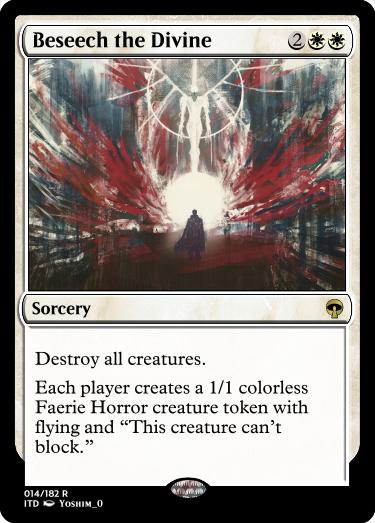 Beseech the Divine 2
Sorcery
Destroy all creatures.
Each player creates a 1/1 colorless
Faerie Horror creature token with
flying and “This creature can’t
block.”
014/182 R
ITD Yoshim_0